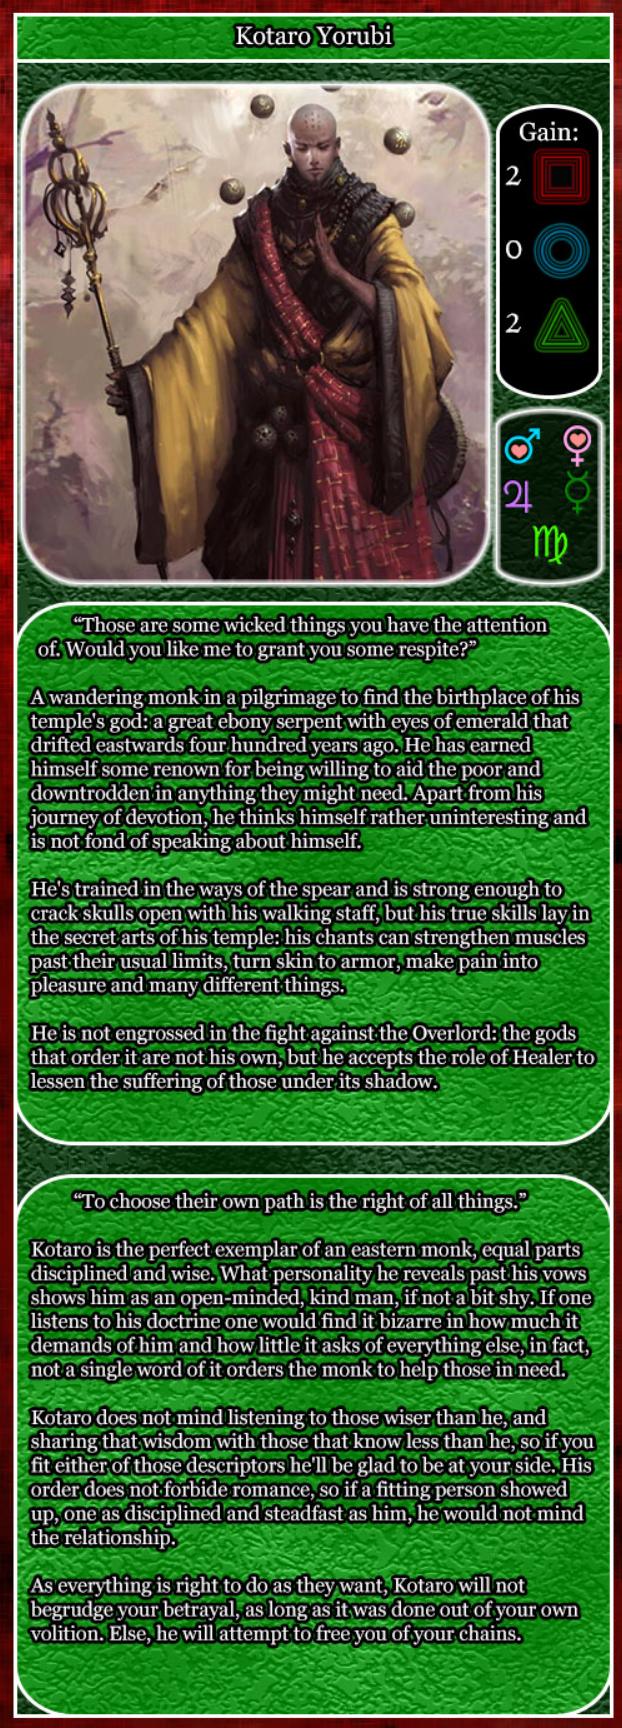 Kotaro Yorubi
Gain:
2
0
2
“Those are some wicked things you have the attention
of. Would you like me to grant you some respite?”
A wandering monk in a pilgrimage to find the birthplace of his
temple's god: a great ebony serpent with eyes of emerald that
drifted eastwards four hundred years ago. He has earned
himself some renown for being willing to aid the poor and
downtrodden in anything they might need. Apart from his
journey of devotion, he thinks himself rather uninteresting and
is not fond of speaking about himself.
He's trained in the ways of the spear and is strong enough to
crack skulls open with his walking staff, but his true skills lay in
the secret arts of his temple: his chants can strengthen muscles
past their usual limits, turn skin to armor, make pain into
pleasure and many different things.
He is not engrossed in the fight against the Overlord: the gods
that order it are not his own, but he accepts the role of Healer to
lessen the suffering of those under its shadow.
“To choose their own path is the right of all things.”
Kotaro is the perfect exemplar of an eastern monk, equal parts
disciplined and wise. What personality he reveals past his vows
shows him as an open-minded, kind man, if not a bit shy. If one
listens to his doctrine one would find it bizarre in how much it
demands of him and how little it asks of everything else, in fact,
not a single word of it orders the monk to help those in need.
Kotaro does not mind listening to those wiser than he, and
sharing that wisdom with those that know less than he, so if you
fit either of those descriptors he'll be glad to be at your side. His
order does not forbide romance, so if a fitting person showed
up, one as disciplined and steadfast as him, he would not mind
the relationship.
As everything is right to do as they want, Kotaro will not
begrudge your betrayal, as long as it was done out of your own
volition. Else, he will attempt to free you of your chains.